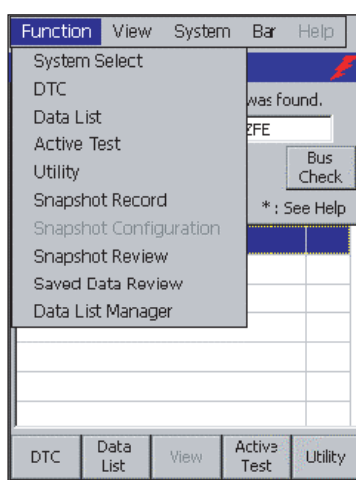 Function View System Bar Help
System Select
DTC
was found.
Data List
ZFE
Active Test
Bus
Check
Utility
Snapshot Record
* : See Help
Snapshot Configuration
Snapshot Review
Saved Data Review
Data List Manager
DTC
Data
List
View
Active
Test
Utility